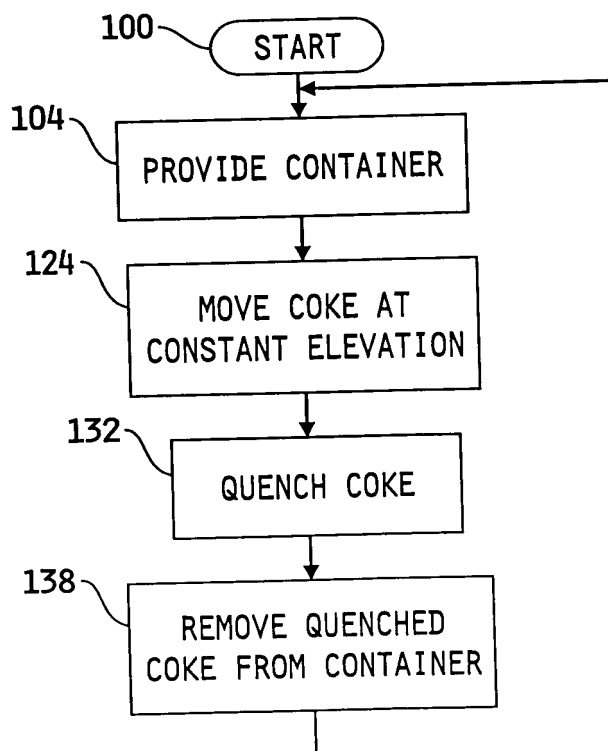 100
START
104
PROVIDE CONTAINER
124
MOVE COKE AT
CONSTANT ELEVATION
132
QUENCH COKE
138
REMOVE QUENCHED
COKE FROM CONTAINER